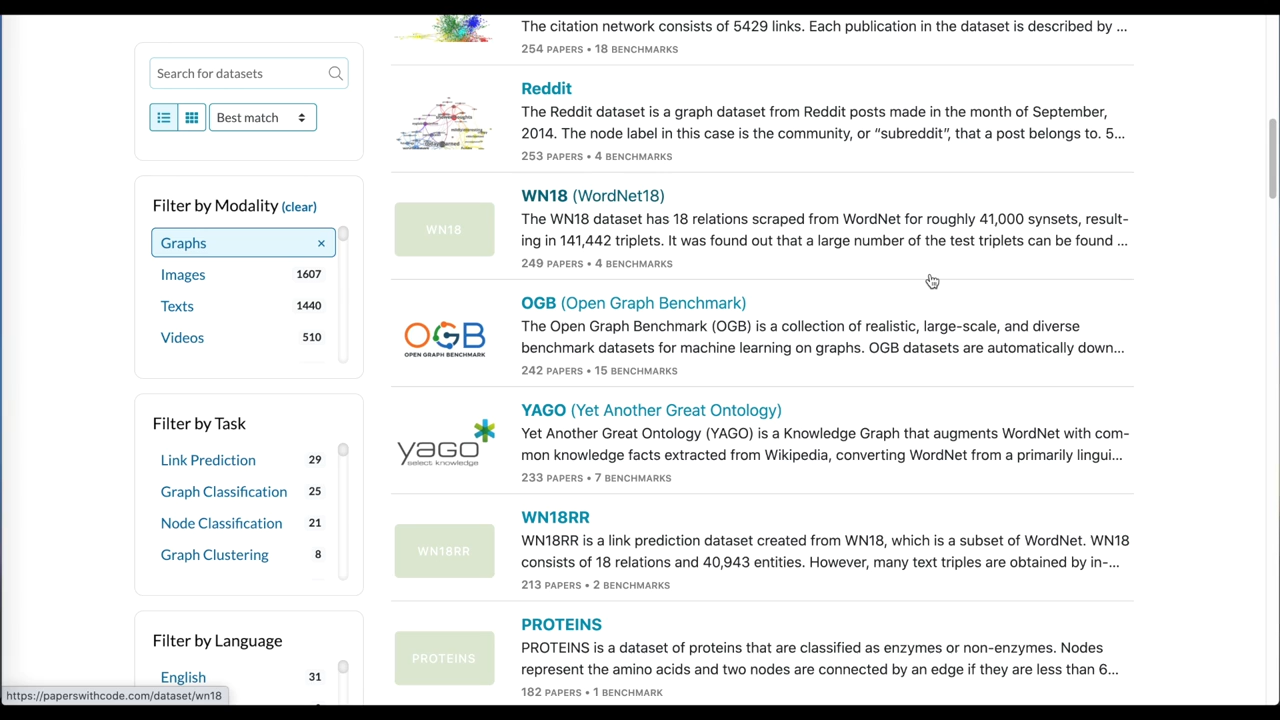 Search for datasets
Best match
Filter by Modality (clear)
Graphs ×
Images 1607
Texts 1440
Videos 510
Filter by Task
Link Prediction 29
Graph Classification 25
Node Classification 21
Graph Clustering 8
Filter by Language
English 31
https://paperswithcode.com/dataset/wn18
The citation network consists of 5429 links. Each publication in the dataset is described by ...
254 PAPERS • 18 BENCHMARKS
Reddit
The Reddit dataset is a graph dataset from Reddit posts made in the month of September,
2014. The node label in this case is the community, or “subreddit”, that a post belongs to. 5...
253 PAPERS • 4 BENCHMARKS
WN18
WN18 (WordNet18)
The WN18 dataset has 18 relations scraped from WordNet for roughly 41,000 synsets, result-
ing in 141,442 triplets. It was found out that a large number of the test triplets can be found ...
249 PAPERS • 4 BENCHMARKS
OGB
OPEN GRAPH BENCHMARK
OGB (Open Graph Benchmark)
The Open Graph Benchmark (OGB) is a collection of realistic, large-scale, and diverse
benchmark datasets for machine learning on graphs. OGB datasets are automatically down...
242 PAPERS • 15 BENCHMARKS
yago
select knowledge
YAGO (Yet Another Great Ontology)
Yet Another Great Ontology (YAGO) is a Knowledge Graph that augments WordNet with com-
mon knowledge facts extracted from Wikipedia, converting WordNet from a primarily lingui...
233 PAPERS • 7 BENCHMARKS
WN18RR
WN18RR
WN18RR is a link prediction dataset created from WN18, which is a subset of WordNet. WN18
consists of 18 relations and 40,943 entities. However, many text triples are obtained by in-...
213 PAPERS • 2 BENCHMARKS
PROTEINS
PROTEINS
PROTEINS is a dataset of proteins that are classified as enzymes or non-enzymes. Nodes
represent the amino acids and two nodes are connected by an edge if they are less than 6...
182 PAPERS • 1 BENCHMARK